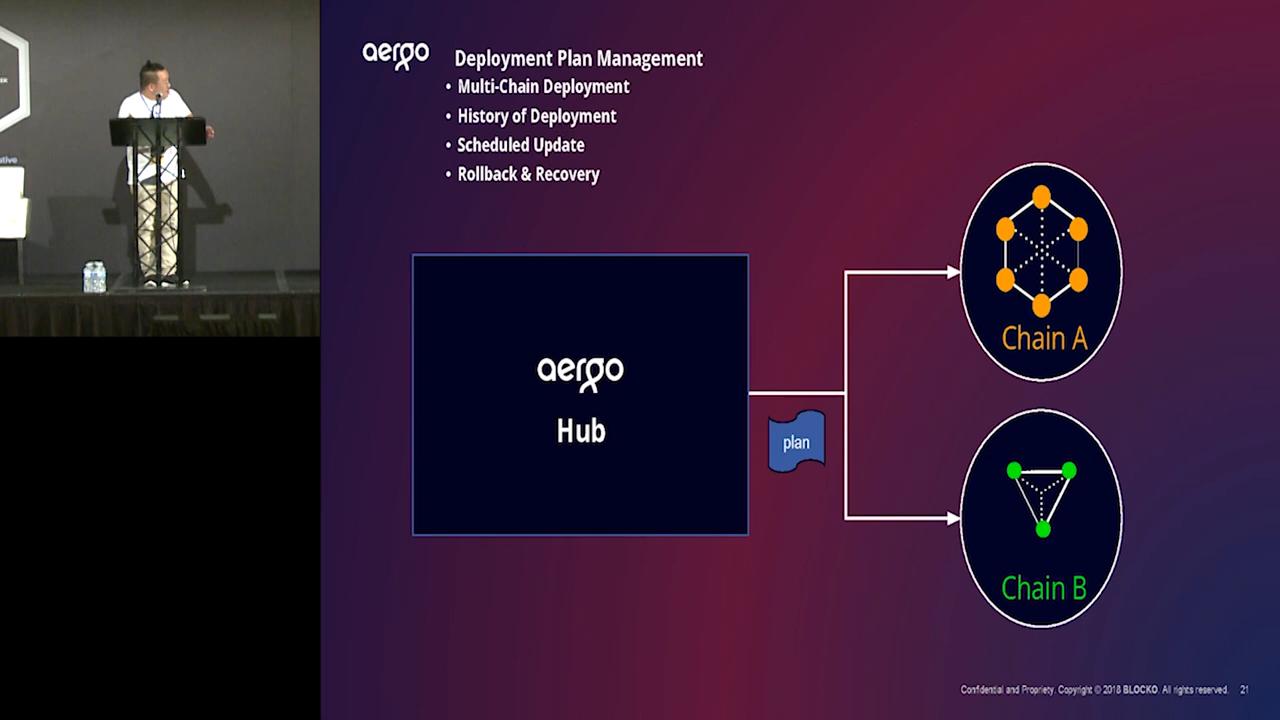 aergo
Deployment Plan Management
• Multi-Chain Deployment
• History of Deployment
• Scheduled Update
• Rollback & Recovery
aergo
Hub
plan
Chain A
Chain B
Confidential and Propriety. Copyright © 2018 BLOCKO. All rights reserved. 21